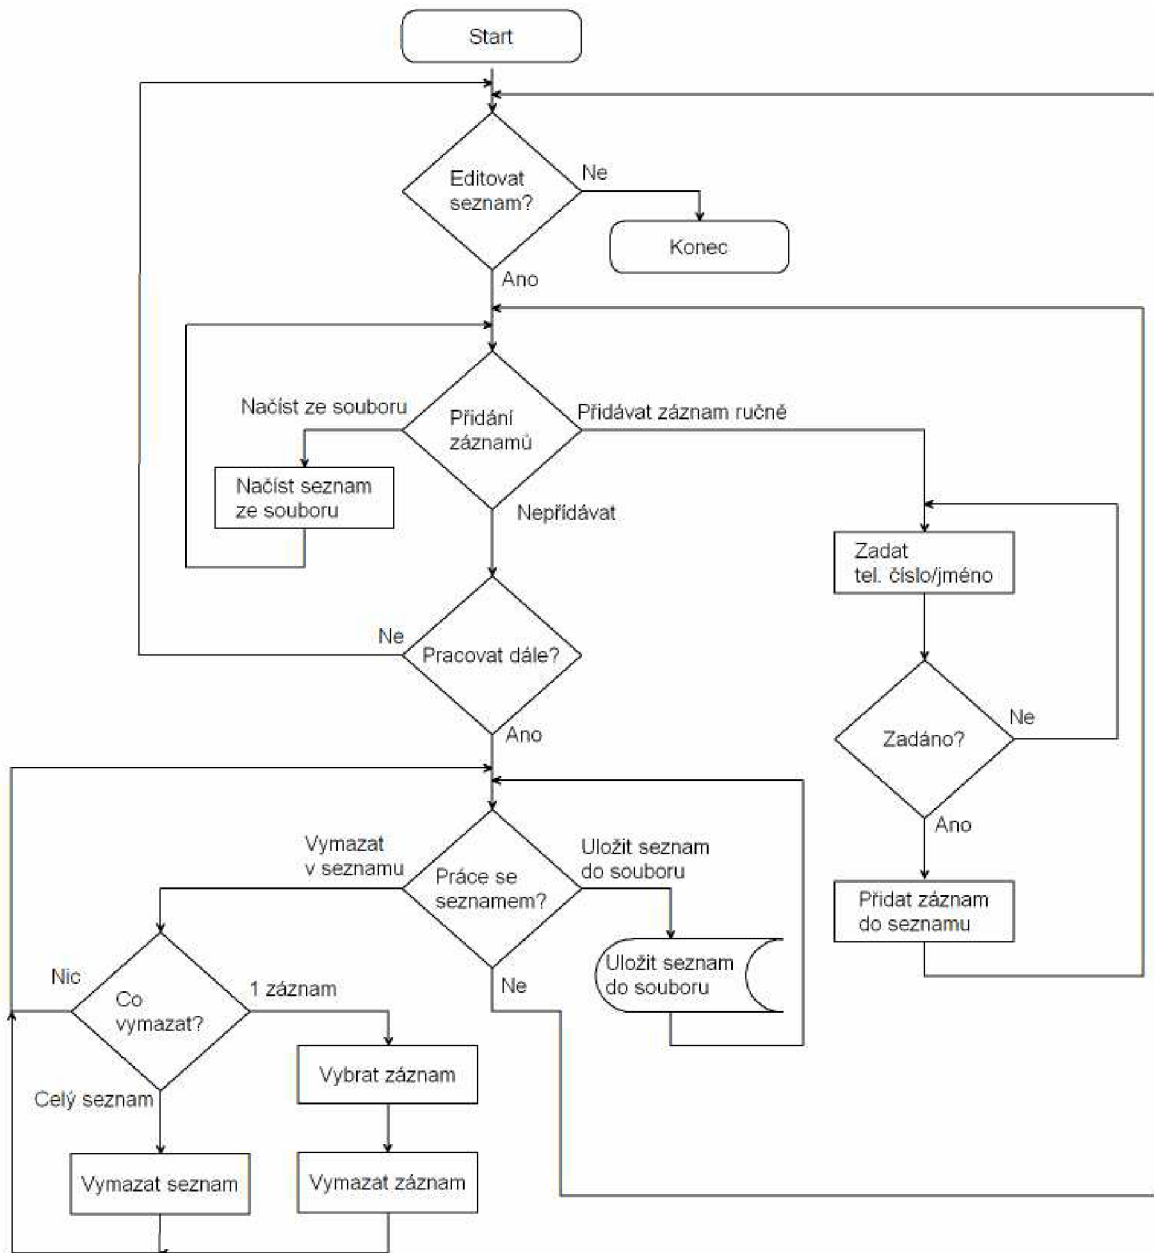 Start
Editovat
seznam?
Ne
Konec
Ano
Načíst ze souboru
Přidání
záznamů
Přidávat záznam ručně
Načíst seznam
ze souboru
Nepřídávat
Zadat
tel. číslo/jméno
Ne
Pracovat dále?
Zadáno?
Ne
Ano
Ano
Vymazat
v seznamu
Práce se
seznamem?
Uložit seznam
do souboru
Přidat záznam
do seznamu
Nic
Co
vymazat?
1 záznam
Ne
Uložit seznam
do souboru
Vybrat záznam
Celý seznam
Vymazat seznam
Vymazat záznam